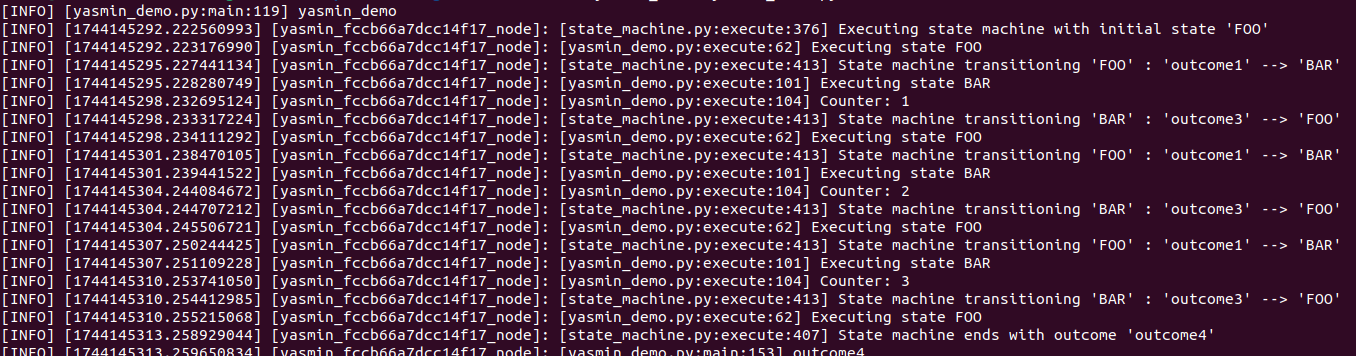 [INFO] [yasmin_demo.py:main:119] yasmin_demo
[INFO] [1744145292.222560993] [yasmin_fccb66a7dcc14f17_node]: [state_machine.py:execute:376] Executing state machine with initial state 'FOO'
[INFO] [1744145292.223176990] [yasmin_fccb66a7dcc14f17_node]: [yasmin_demo.py:execute:62] Executing state FOO
[INFO] [1744145295.227441134] [yasmin_fccb66a7dcc14f17_node]: [state_machine.py:execute:413] State machine transitioning 'FOO' : 'outcome1' --> 'BAR'
[INFO] [1744145295.228280749] [yasmin_fccb66a7dcc14f17_node]: [yasmin_demo.py:execute:101] Executing state BAR
[INFO] [1744145298.232695124] [yasmin_fccb66a7dcc14f17_node]: [yasmin_demo.py:execute:104] Counter: 1
[INFO] [1744145298.233317224] [yasmin_fccb66a7dcc14f17_node]: [state_machine.py:execute:413] State machine transitioning 'BAR' : 'outcome3' --> 'FOO'
[INFO] [1744145298.234111292] [yasmin_fccb66a7dcc14f17_node]: [yasmin_demo.py:execute:62] Executing state FOO
[INFO] [1744145301.238470105] [yasmin_fccb66a7dcc14f17_node]: [state_machine.py:execute:413] State machine transitioning 'FOO' : 'outcome1' --> 'BAR'
[INFO] [1744145301.239441522] [yasmin_fccb66a7dcc14f17_node]: [yasmin_demo.py:execute:101] Executing state BAR
[INFO] [1744145304.244084672] [yasmin_fccb66a7dcc14f17_node]: [yasmin_demo.py:execute:104] Counter: 2
[INFO] [1744145304.244707212] [yasmin_fccb66a7dcc14f17_node]: [state_machine.py:execute:413] State machine transitioning 'BAR' : 'outcome3' --> 'FOO'
[INFO] [1744145304.245506721] [yasmin_fccb66a7dcc14f17_node]: [yasmin_demo.py:execute:62] Executing state FOO
[INFO] [1744145307.250244425] [yasmin_fccb66a7dcc14f17_node]: [state_machine.py:execute:413] State machine transitioning 'FOO' : 'outcome1' --> 'BAR'
[INFO] [1744145307.251109228] [yasmin_fccb66a7dcc14f17_node]: [yasmin_demo.py:execute:101] Executing state BAR
[INFO] [1744145310.253741050] [yasmin_fccb66a7dcc14f17_node]: [yasmin_demo.py:execute:104] Counter: 3
[INFO] [1744145310.254412985] [yasmin_fccb66a7dcc14f17_node]: [state_machine.py:execute:413] State machine transitioning 'BAR' : 'outcome3' --> 'FOO'
[INFO] [1744145310.255215068] [yasmin_fccb66a7dcc14f17_node]: [yasmin_demo.py:execute:62] Executing state FOO
[INFO] [1744145313.258929044] [yasmin_fccb66a7dcc14f17_node]: [state_machine.py:execute:407] State machine ends with outcome 'outcome4'
[INFO] [1744145313.259650834] [yasmin_fccb66a7dcc14f17_node]: [yasmin_demo.py:main:153] outcome4